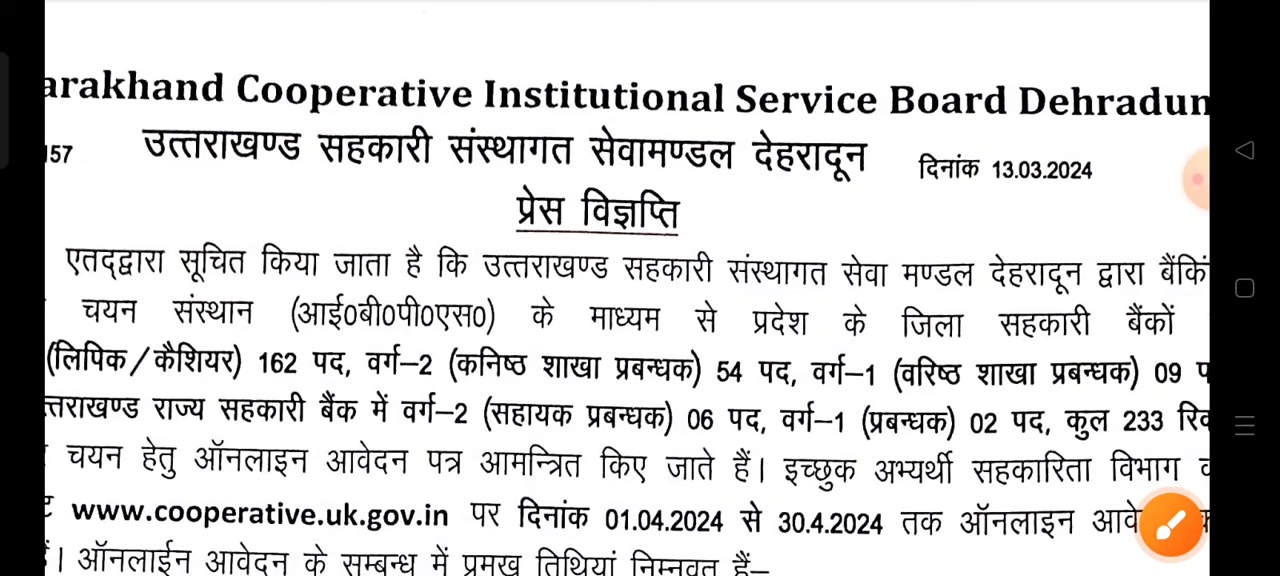 arakhand Cooperative Institutional Service Board Dehradun
157 उत्तराखण्ड सहकारी संस्थागत सेवामण्डल देहरादून दिनांक 13.03.2024
प्रेस विज्ञप्ति
एतद्द्वारा सूचित किया जाता है कि उत्तराखण्ड सहकारी संस्थागत सेवा मण्डल देहरादून द्वारा बैंकिं
चयन संस्थान (आई0बी0पी0एस0) के माध्यम से प्रदेश के जिला सहकारी बैंकों
(लिपिक/कैशियर) 162 पद, वर्ग–2 (कनिष्ठ शाखा प्रबन्धक) 54 पद, वर्ग–1 (वरिष्ठ शाखा प्रबन्धक) 09 प
त्तराखण्ड राज्य सहकारी बैंक में वर्ग–2 (सहायक प्रबन्धक) 06 पद, वर्ग–1 (प्रबन्धक) 02 पद, कुल 233 रिक
चयन हेतु ऑनलाइन आवेदन पत्र आमन्त्रित किए जाते हैं। इच्छुक अभ्यर्थी सहकारिता विभाग
www.cooperative.uk.gov.in पर दिनांक 01.04.2024 से 30.4.2024 तक ऑनलाइन आवे
हैं। ऑनलाईन आवेदन के सम्बन्ध में प्रमुख तिथियां निम्नवत हैं–